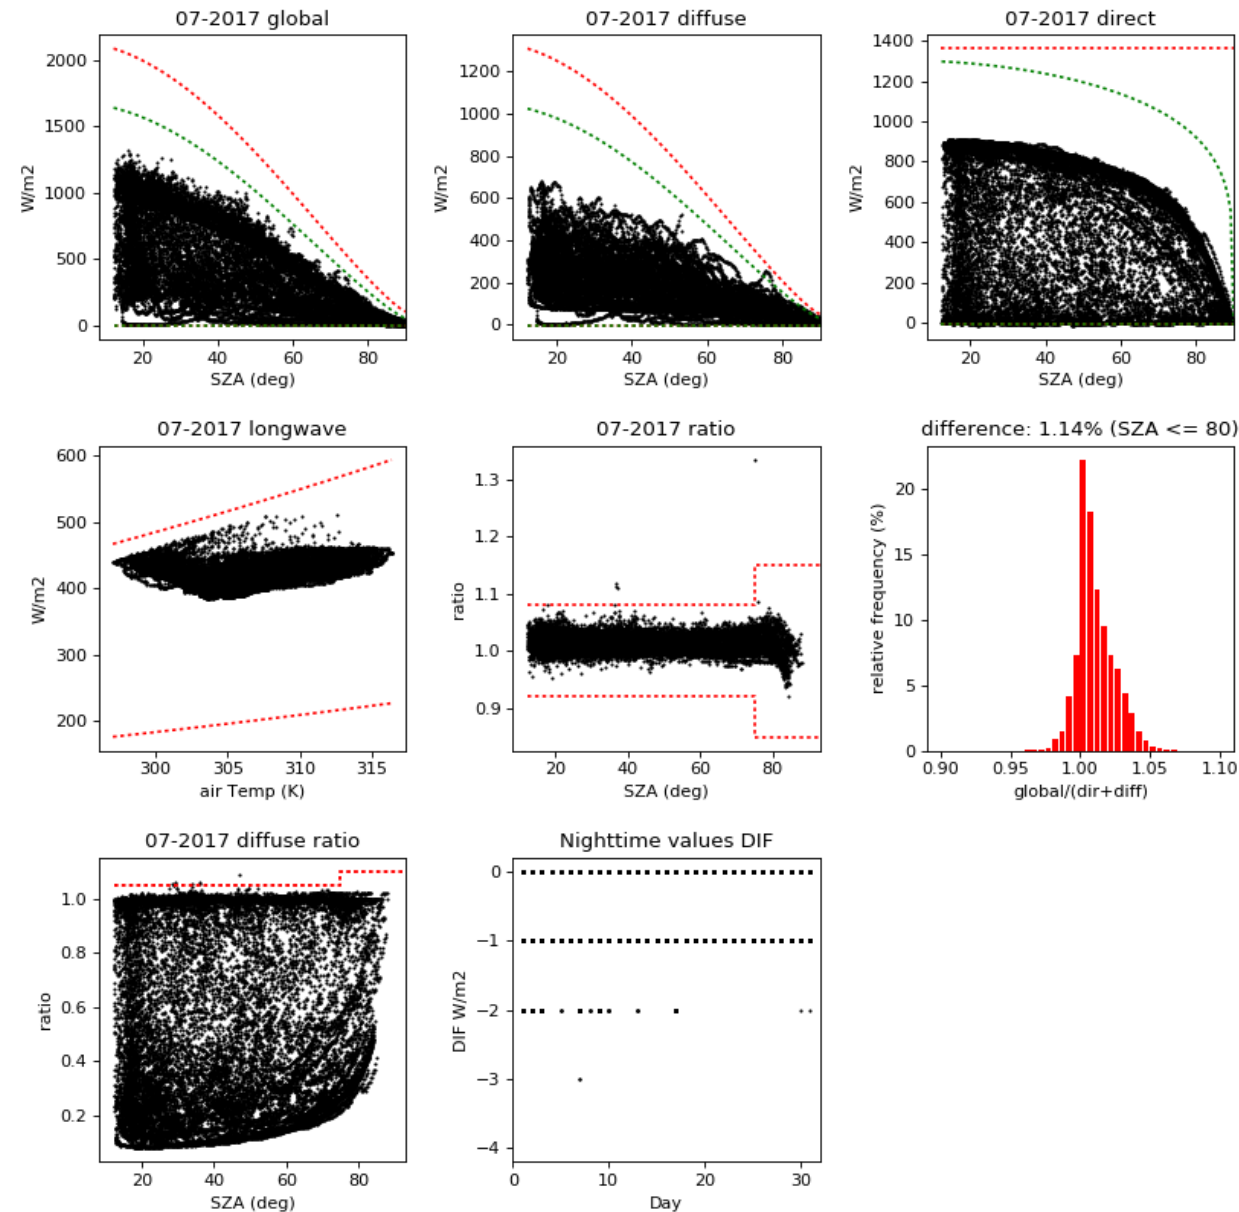 07-2017 global
2000
1500
1000
500
0
W/m2
20 40 60 80
SZA (deg)
07-2017 diffuse
1200
1000
800
600
400
200
0
W/m2
20 40 60 80
SZA (deg)
07-2017 direct
1400
1200
1000
800
600
400
200
0
W/m2
20 40 60 80
SZA (deg)
07-2017 longwave
600
500
400
300
200
W/m2
300 305 310 315
air Temp (K)
07-2017 ratio
1.3
1.2
1.1
1.0
0.9
ratio
20 40 60 80
SZA (deg)
difference: 1.14% (SZA <= 80)
20
15
10
5
0
relative frequency (%)
0.90 0.95 1.00 1.05 1.10
global/(dir+diff)
07-2017 diffuse ratio
1.0
0.8
0.6
0.4
0.2
ratio
20 40 60 80
SZA (deg)
Nighttime values DIF
0
−1
−2
−3
−4
DIF W/m2
0 10 20 30
Day